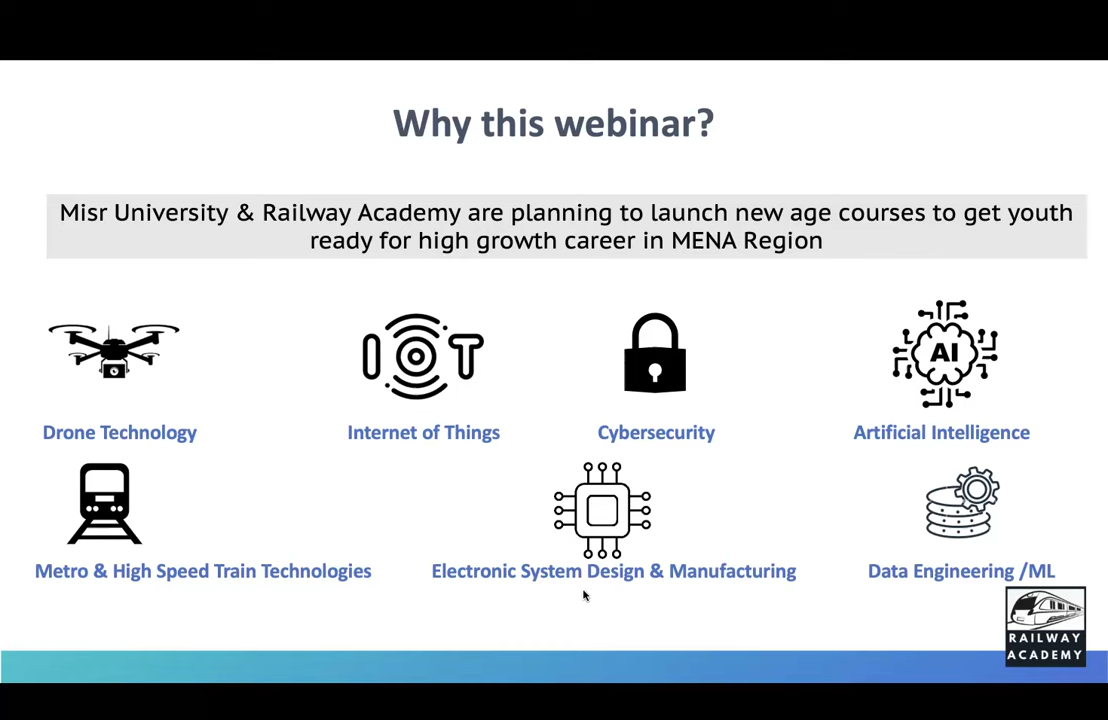 Why this webinar?
Misr University & Railway Academy are planning to launch new age courses to get youth
ready for high growth career in MENA Region
IOT
AI
Drone Technology
Internet of Things
Cybersecurity
Artificial Intelligence
Metro & High Speed Train Technologies
Electronic System Design & Manufacturing
Data Engineering /ML
RAILWAY
ACADEMY